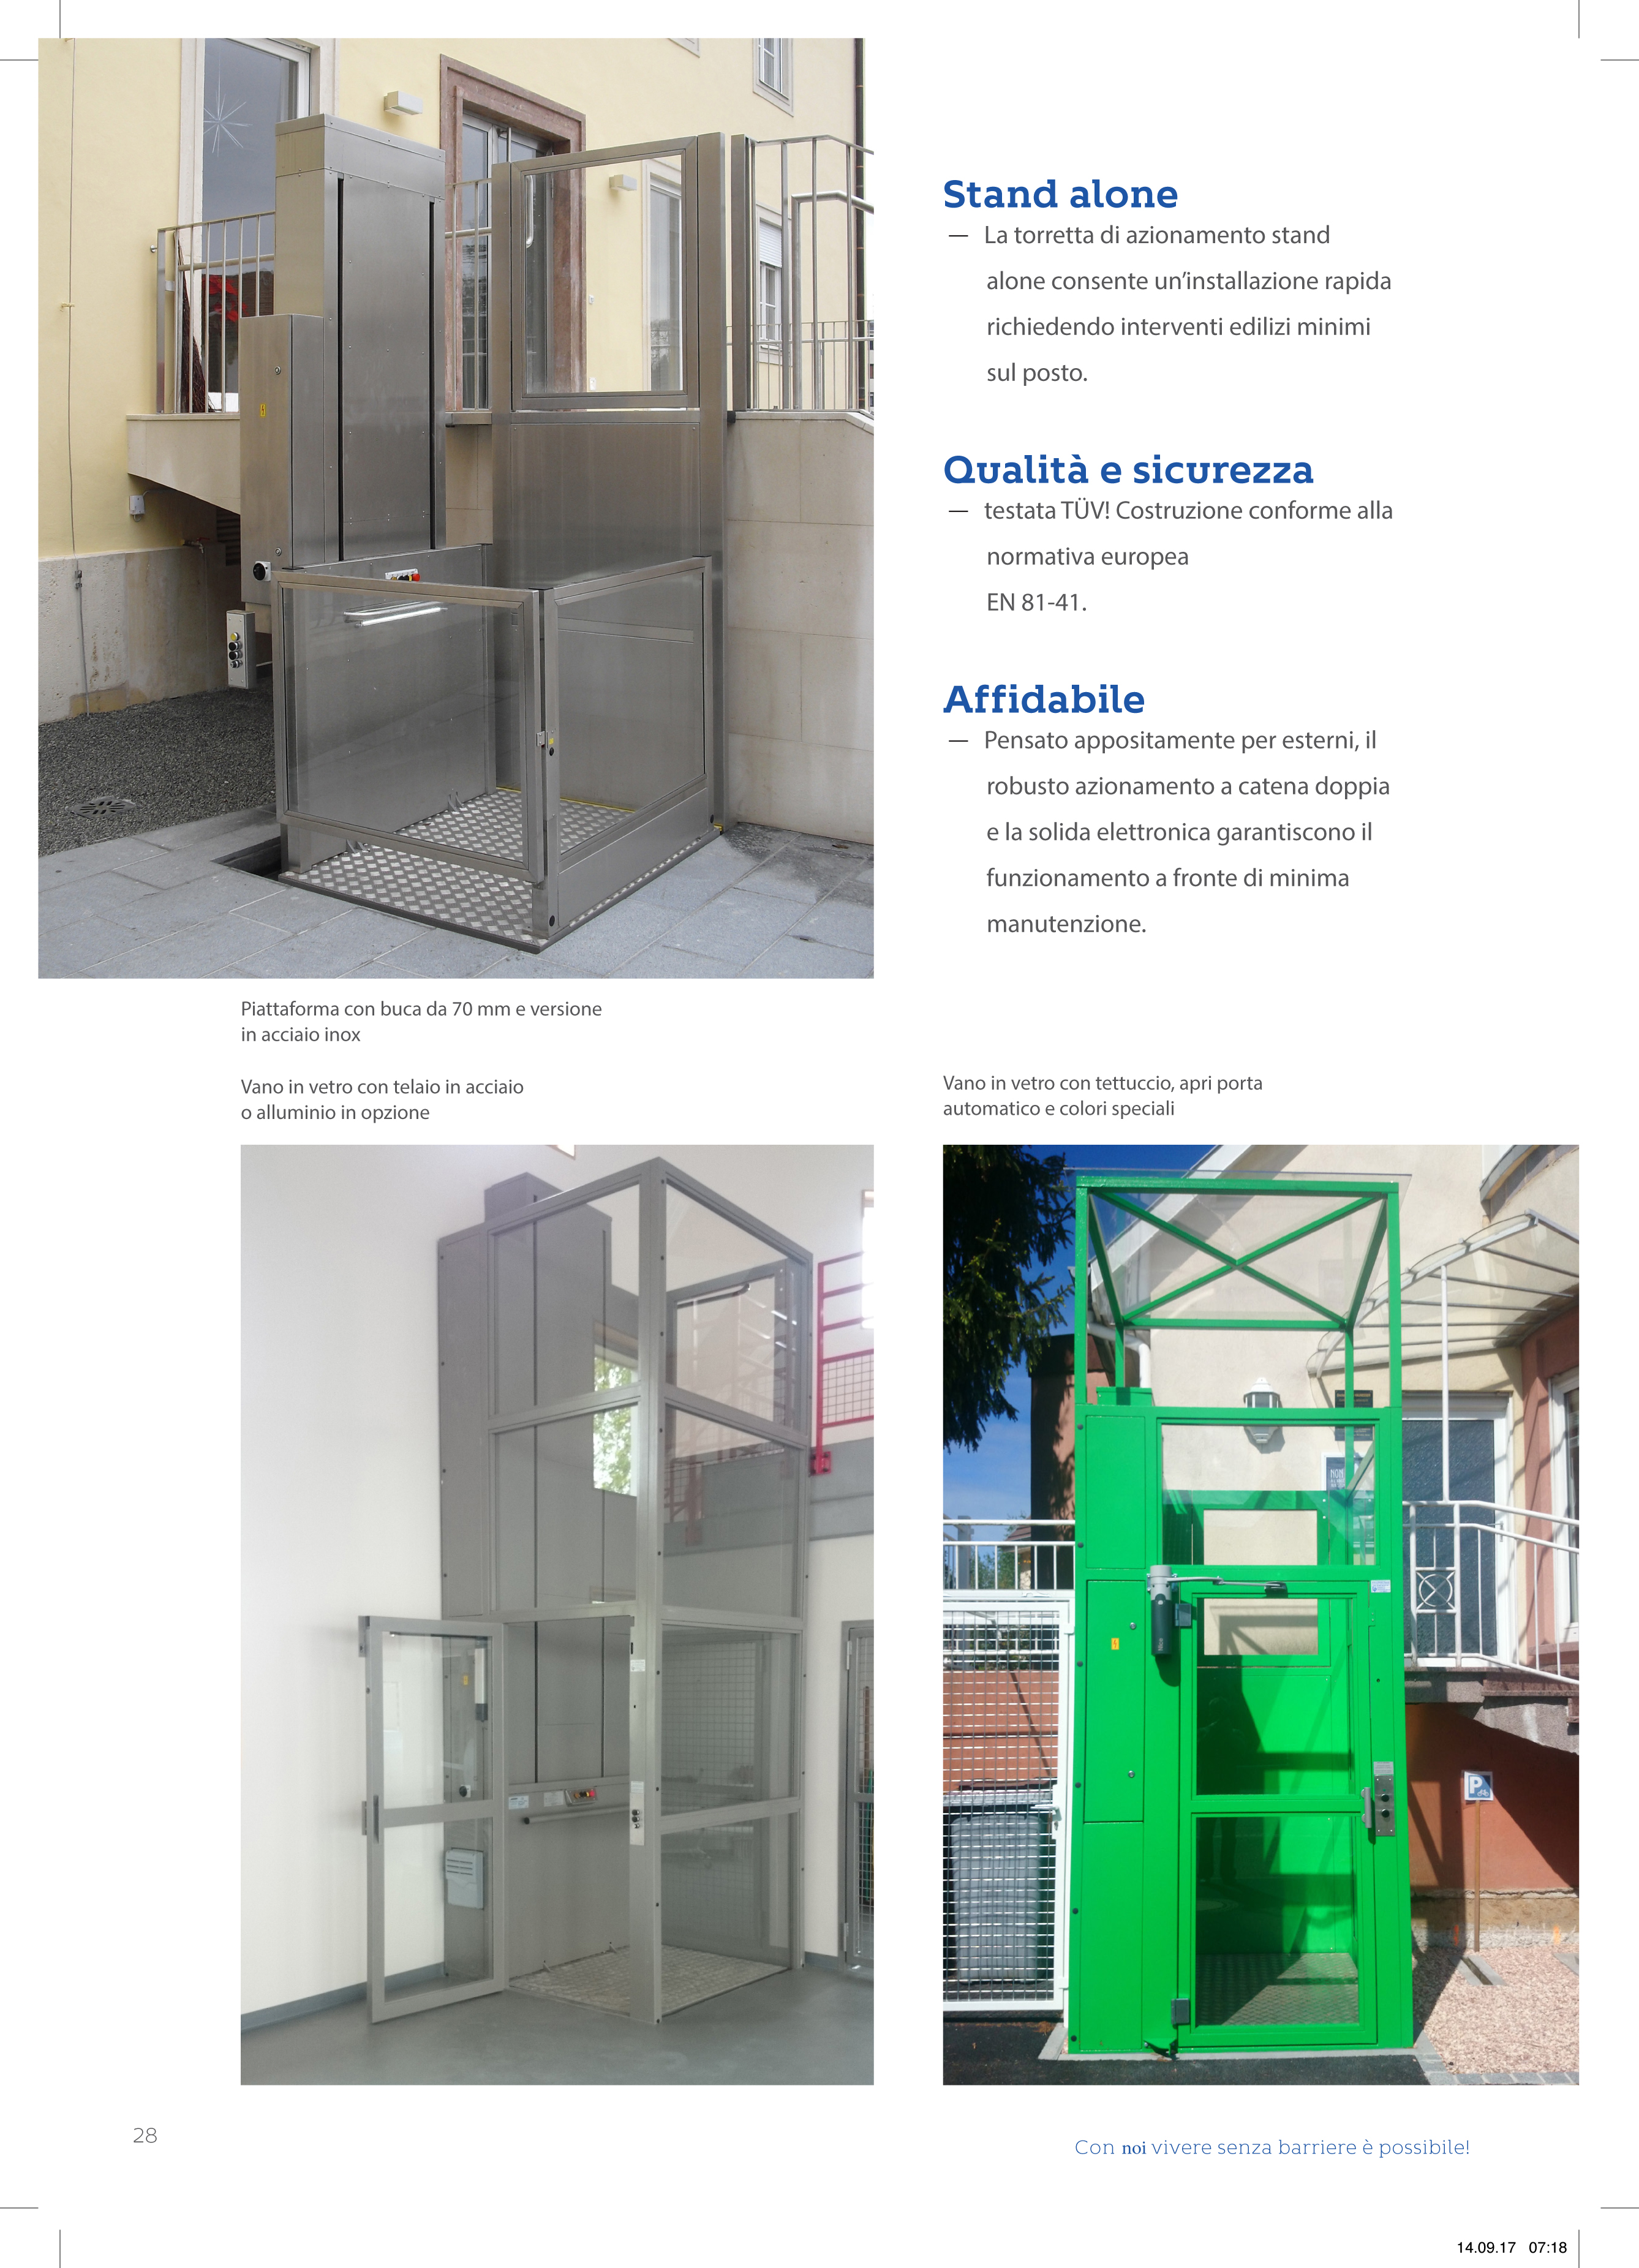 Stand alone
— La torretta di azionamento stand
alone consente un’installazione rapida
richiedendo interventi edilizi minimi
sul posto.
Qualità e sicurezza
— testata TÜV! Costruzione conforme alla
normativa europea
EN 81-41.
Affidabile
— Pensato appositamente per esterni, il
robusto azionamento a catena doppia
e la solida elettronica garantiscono il
funzionamento a fronte di minima
manutenzione.
Piattaforma con buca da 70 mm e versione
in acciaio inox
Vano in vetro con telaio in acciaio
o alluminio in opzione
Vano in vetro con tettuccio, apri porta
automatico e colori speciali
NON
P
28
Con noi vivere senza barriere è possibile!
14.09.17 07:18